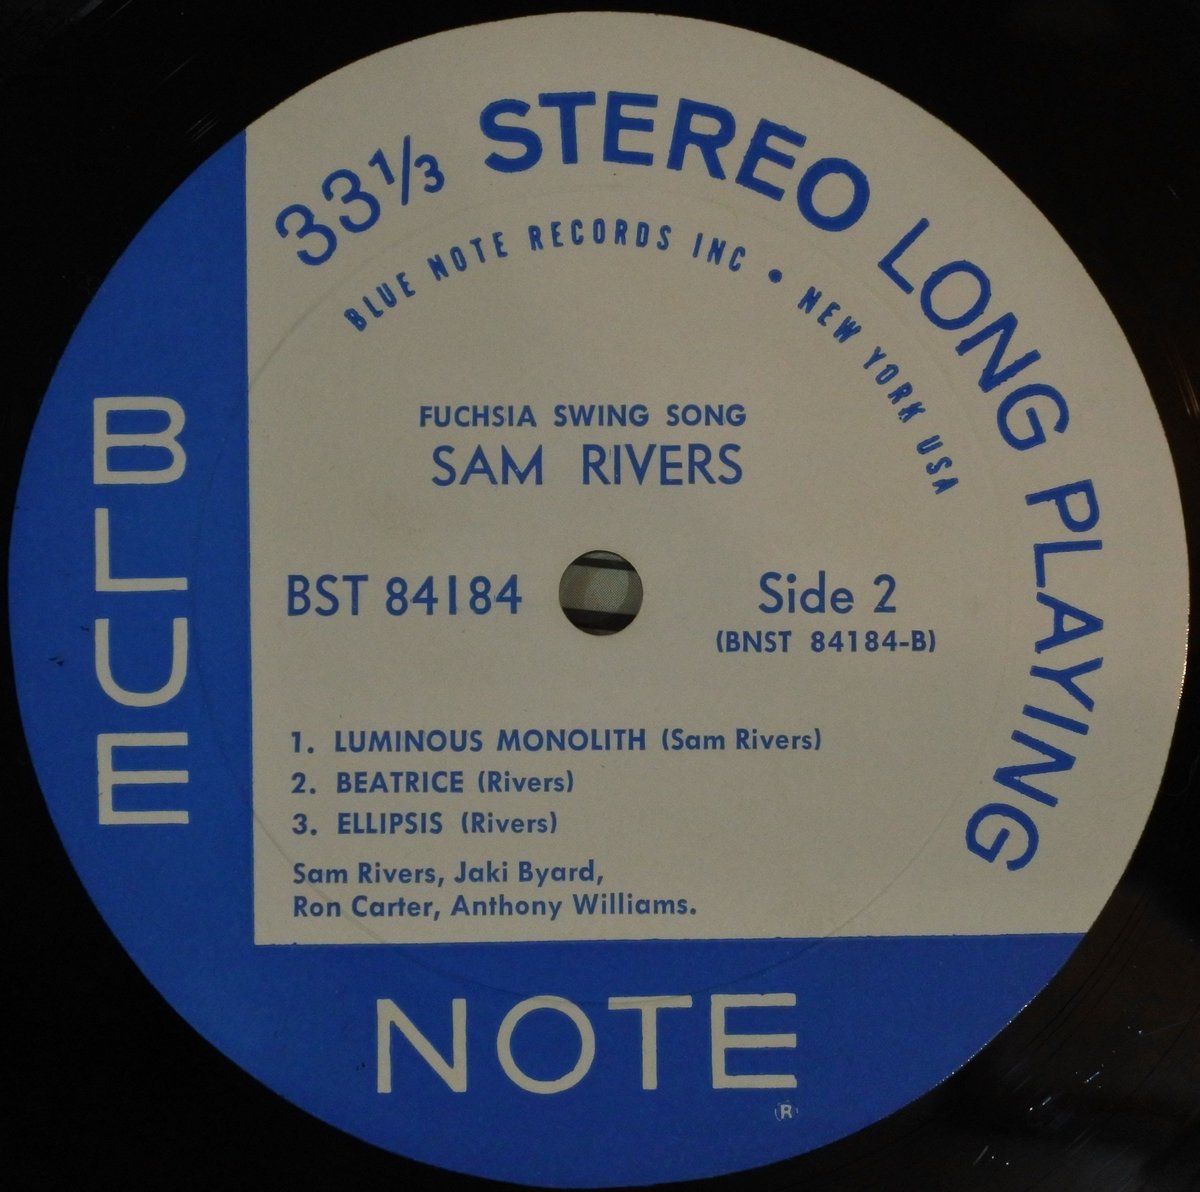 33 1/3 STEREO LONG PLAYING
BLUE NOTE RECORDS INC • NEW YORK USA
FUCHSIA SWING SONG
SAM RIVERS
BST 84184
Side 2
(BNST 84184-B)
1. LUMINOUS MONOLITH (Sam Rivers)
2. BEATRICE (Rivers)
3. ELLIPSIS (Rivers)
Sam Rivers, Jaki Byard,
Ron Carter, Anthony Williams.
BLUE
NOTE
®